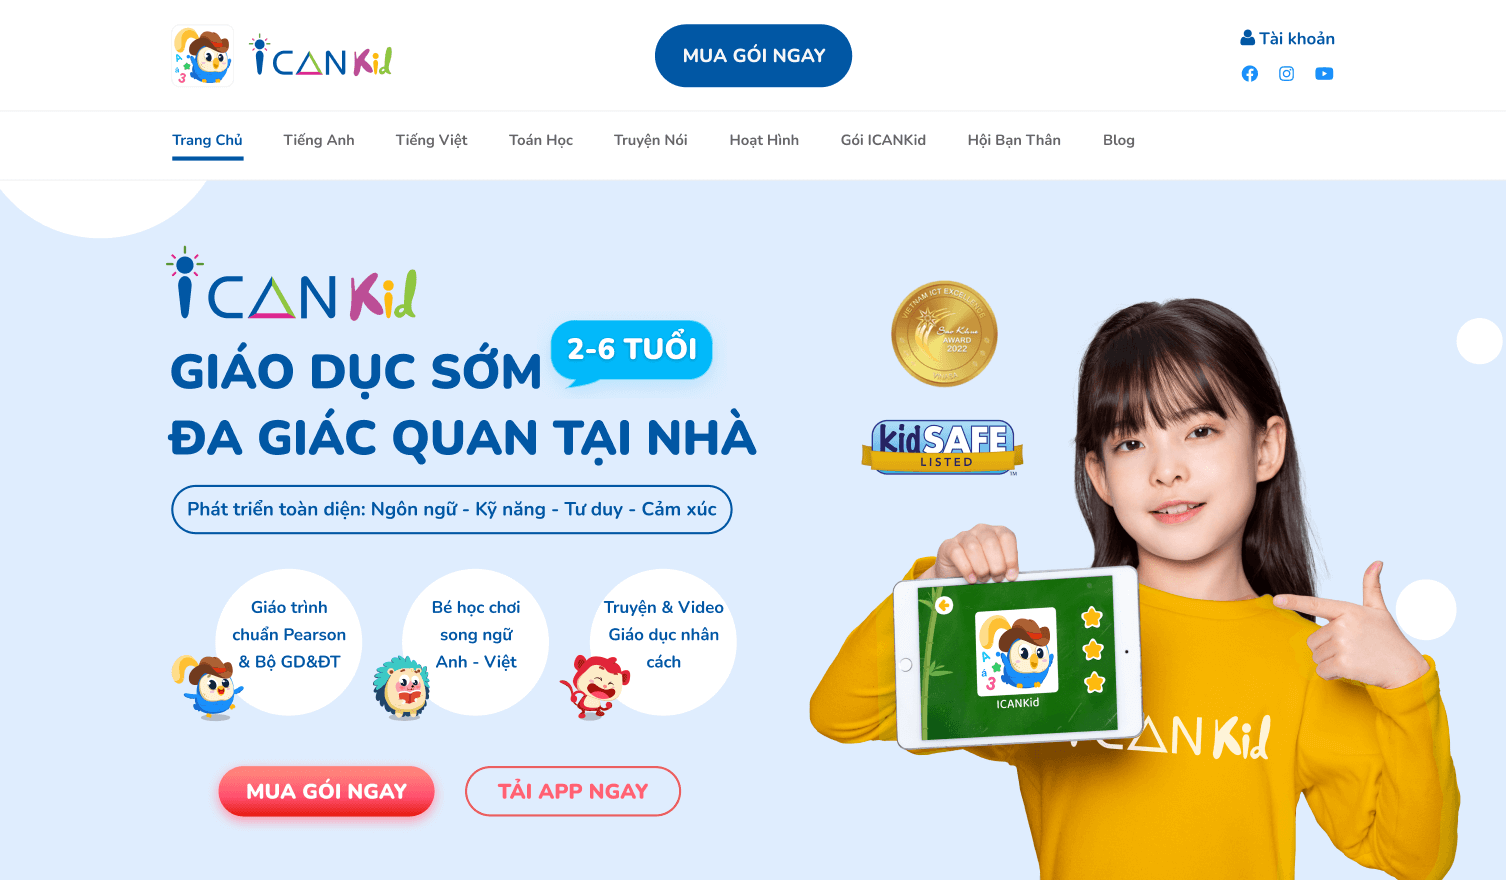 iCANKid
MUA GÓI NGAY
Tài khoản
Trang Chủ
Tiếng Anh
Tiếng Việt
Toán Học
Truyện Nói
Hoạt Hình
Gói ICANKid
Hội Bạn Thân
Blog
iCANKid
GIÁO DỤC SỚM
2-6 TUỔI
ĐA GIÁC QUAN TẠI NHÀ
Phát triển toàn diện: Ngôn ngữ - Kỹ năng - Tư duy - Cảm xúc
Giáo trình
chuẩn Pearson
& Bộ GD&ĐT
Bé học chơi
song ngữ
Anh - Việt
Truyện & Video
Giáo dục nhân
cách
MUA GÓI NGAY
TẢI APP NGAY
VIETNAM ICT EXCELLENCE
Sao Khuê
AWARD
2022
kidSAFE
LISTED
TM
A
á
3
ICANKid
iCANKid